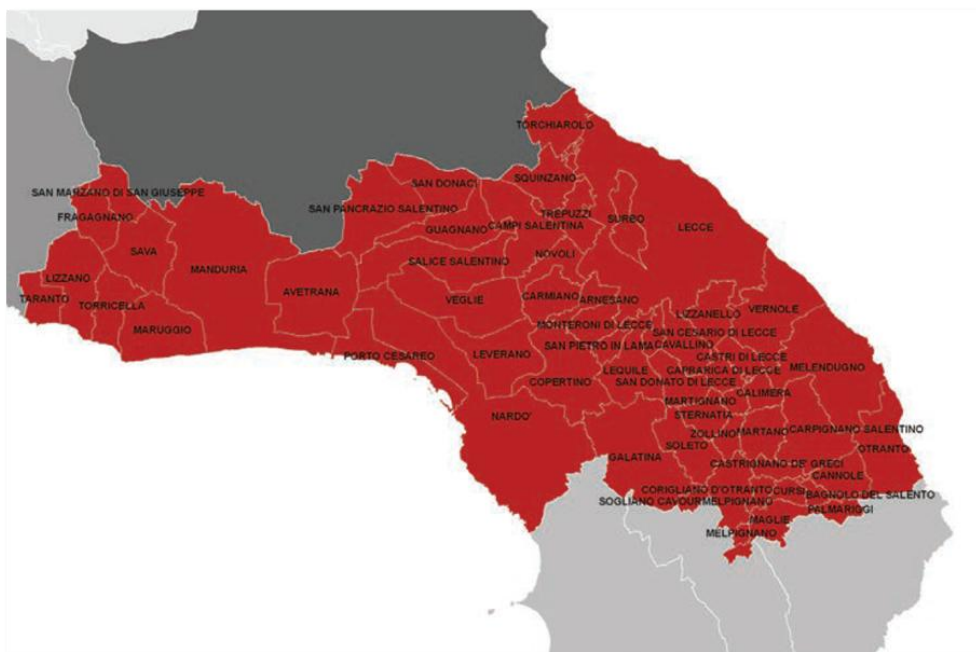 TORCHIAROLO
SAN MARZANO DI SAN GIUSEPPE
SAN DONACI
SQUINZANO
FRAGAGNANO
SAN PANCRAZIO SALENTINO
TREPUZZI
SURBO
GUAGNANO
CAMPI SALENTINA
LECCE
SAVA
MANDURIA
SALICE SALENTINO
NOVOLI
LIZZANO
AVETRANA
TARANTO
TORRICELLA
VEGLIE
CARMIANO
ARNESANO
LIZZANELLO
VERNOLE
MARUGGIO
MONTERONI DI LECCE
SAN CESARIO DI LECCE
PORTO CESAREO
LEVERANO
SAN PIETRO IN LAMA
CAVALLINO
CASTRI DI LECCE
LEQUILE
CAPRARICA DI LECCE
MELENDUGNO
COPERTINO
SAN DONATO DI LECCE
CALIMERA
MARTIGNANO
NARDO'
STERNATIA
ZOLLINO
MARTANO
CARPIGNANO SALENTINO
SOLETO
OTRANTO
GALATINA
CASTRIGNANO DE' GRECI
CANNOLE
CORIGLIANO D'OTRANTO
CURSI
BAGNOLO DEL SALENTO
SOGLIANO CAVOUR
MELPIGNANO
PALMARIGGI
MAGLIE
MELPIGNANO